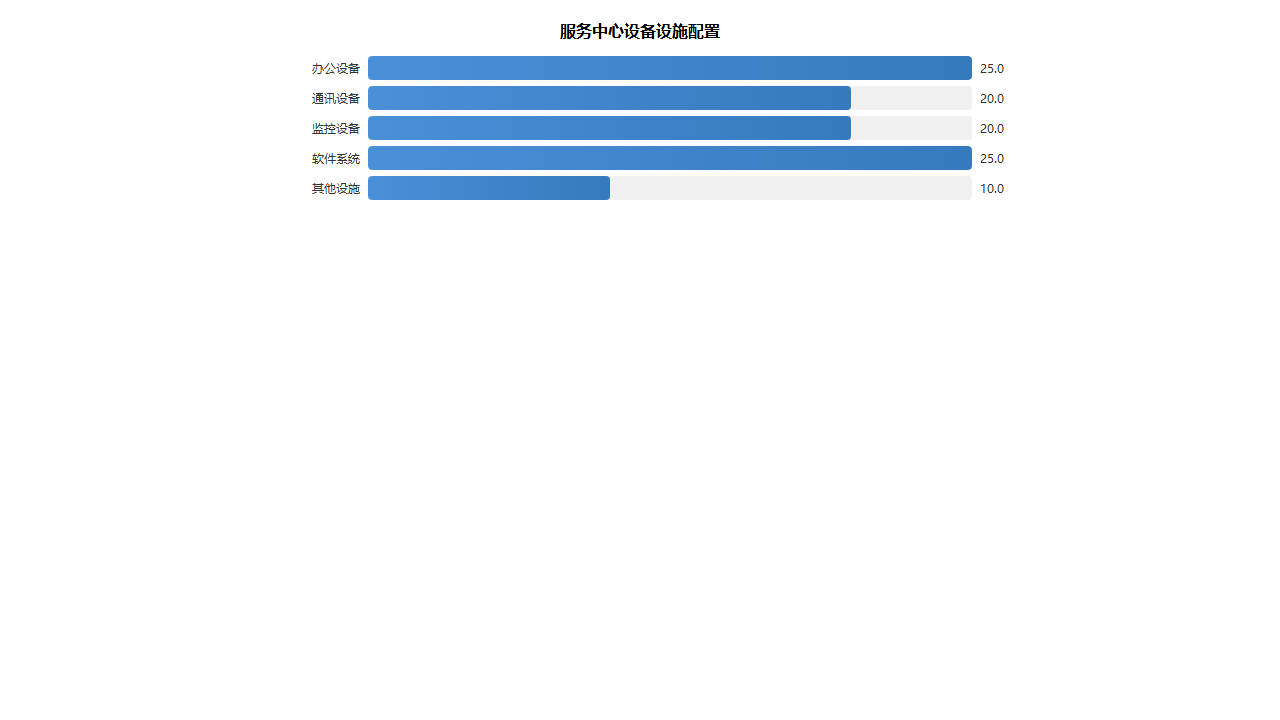 服务中心设备设施配置
办公设备 25.0
通讯设备 20.0
监控设备 20.0
软件系统 25.0
其他设施 10.0